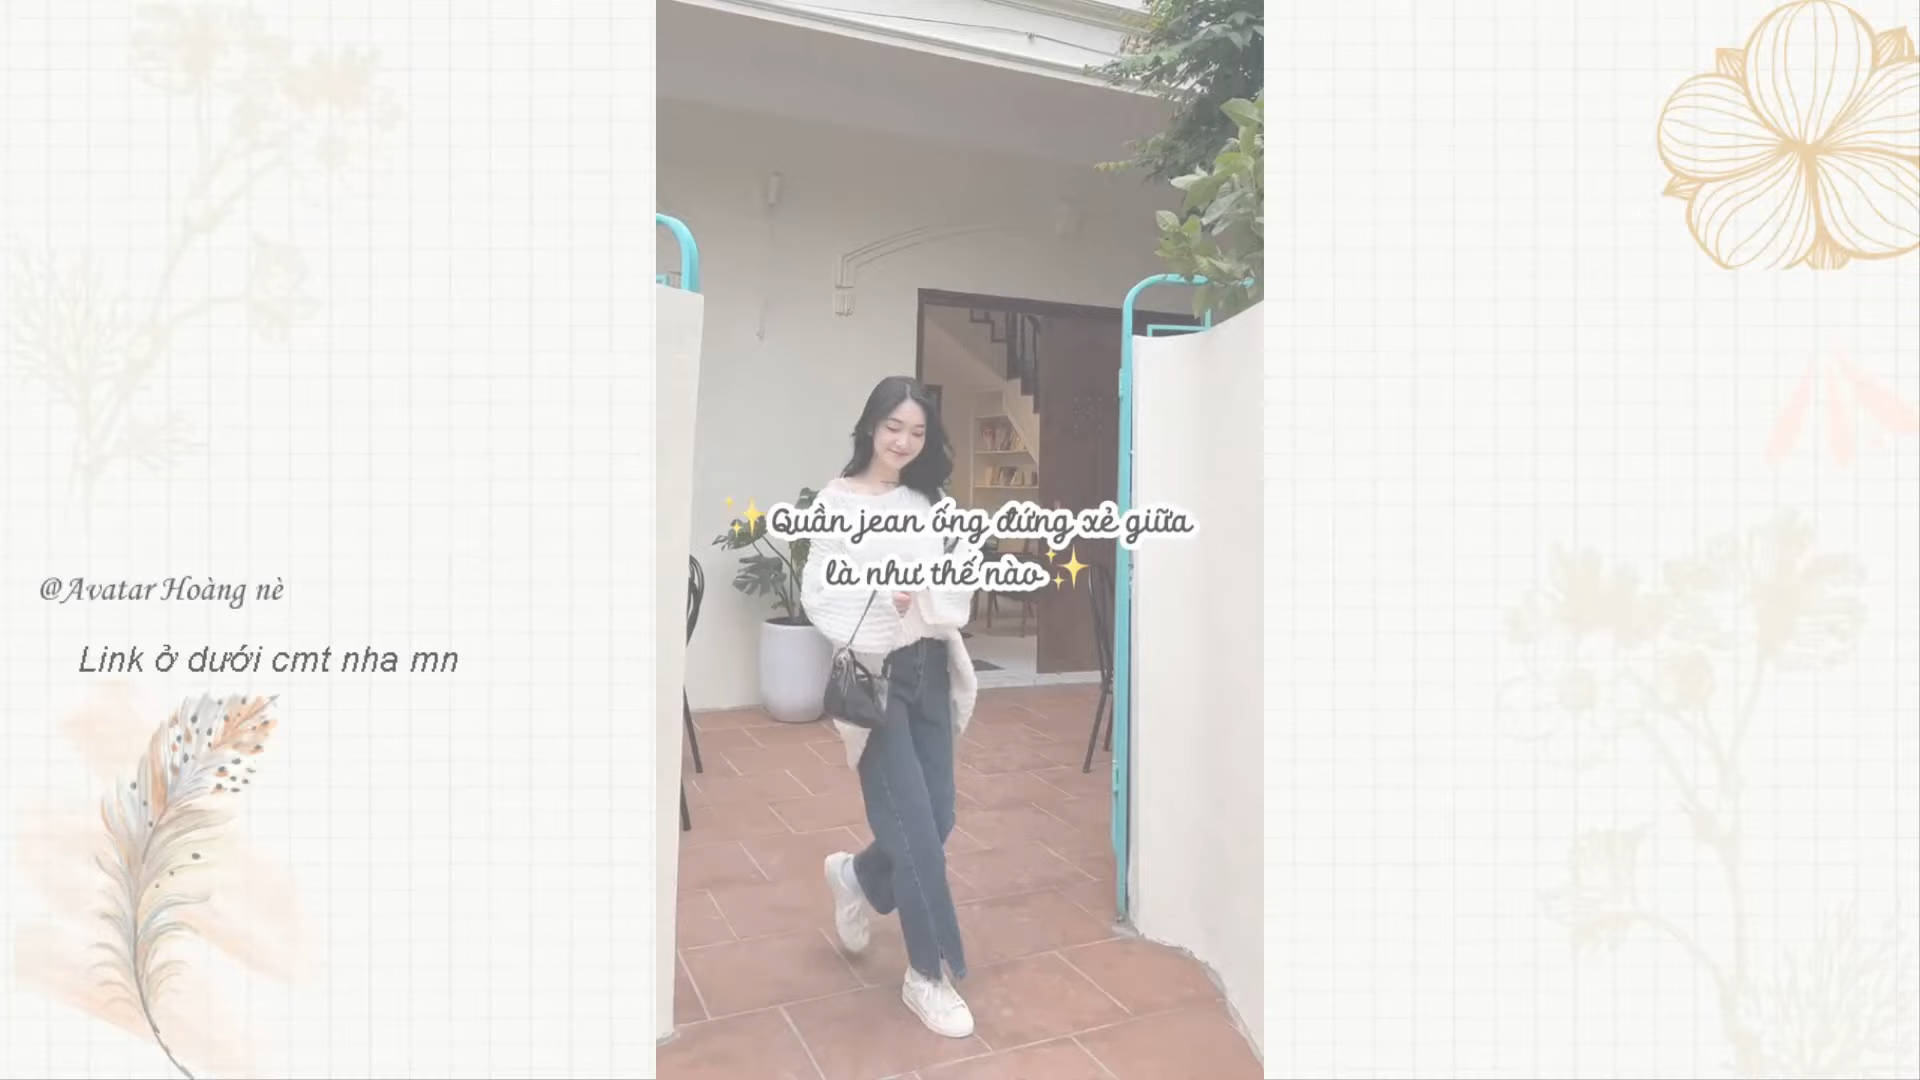 ✨Quần jean ống đứng xẻ giữa
là như thế nào✨
@Avatar Hoàng nè
Link ở dưới cmt nha mn